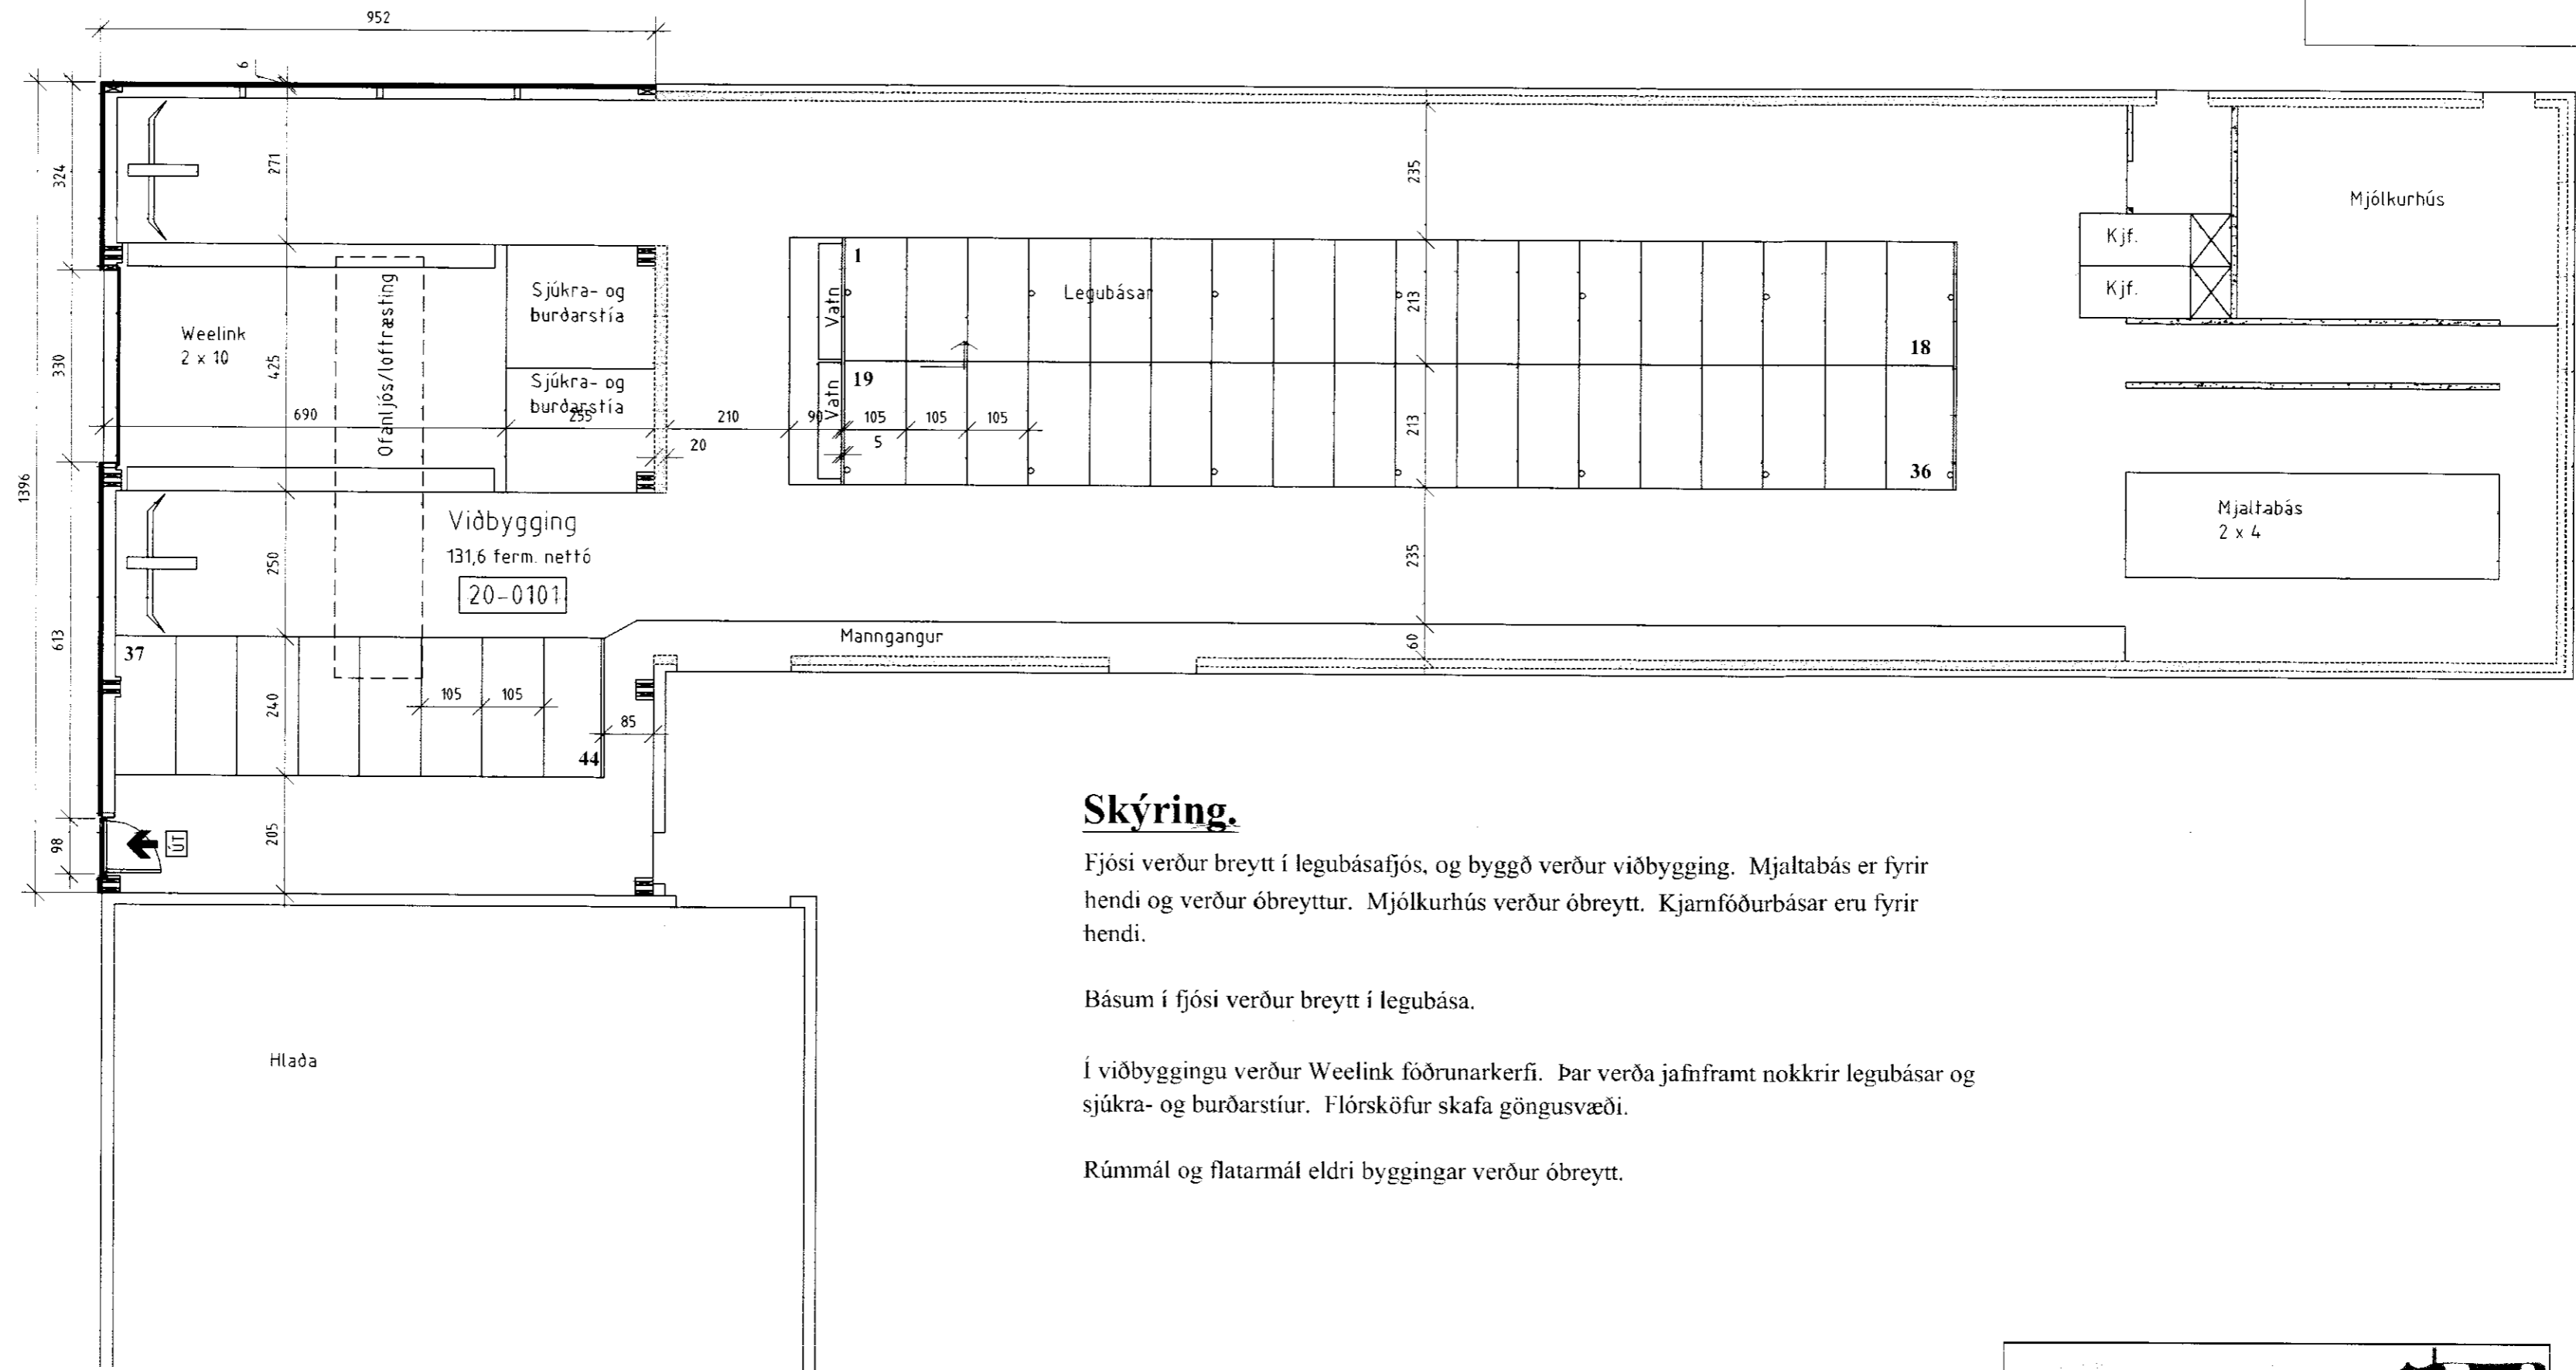 952
6
1396
324
330
613
98
271
425
250
240
205
Weelink
2 x 10
Ofanljós/loftræsting
Sjúkra- og
burðarstía
Sjúkra- og
burðarstía
690
255
20
210
90
5
105
105
105
Vatn
Vatn
1
18
19
36
Legubásar
235
213
213
235
60
Kjf.
Kjf.
Mjólkurhús
Mjaltabás
2 x 4
Viðbygging
131,6 ferm. nettó
20-0101
Manngangur
37
44
105
105
85
ÚT
Hlaða
Skýring.
Fjósi verður breytt í legubásafjós, og byggð verður viðbygging. Mjaltabás er fyrir
hendi og verður óbreyttur. Mjólkurhús verður óbreytt. Kjarnfóðurbásar eru fyrir
hendi.
Básum í fjósi verður breytt í legubása.
Í viðbyggingu verður Weelink fóðrunarkerfi. Þar verða jafnframt nokkrir legubásar og
sjúkra- og burðarstíur. Flórsköfur skafa göngusvæði.
Rúmmál og flatarmál eldri byggingar verður óbreytt.